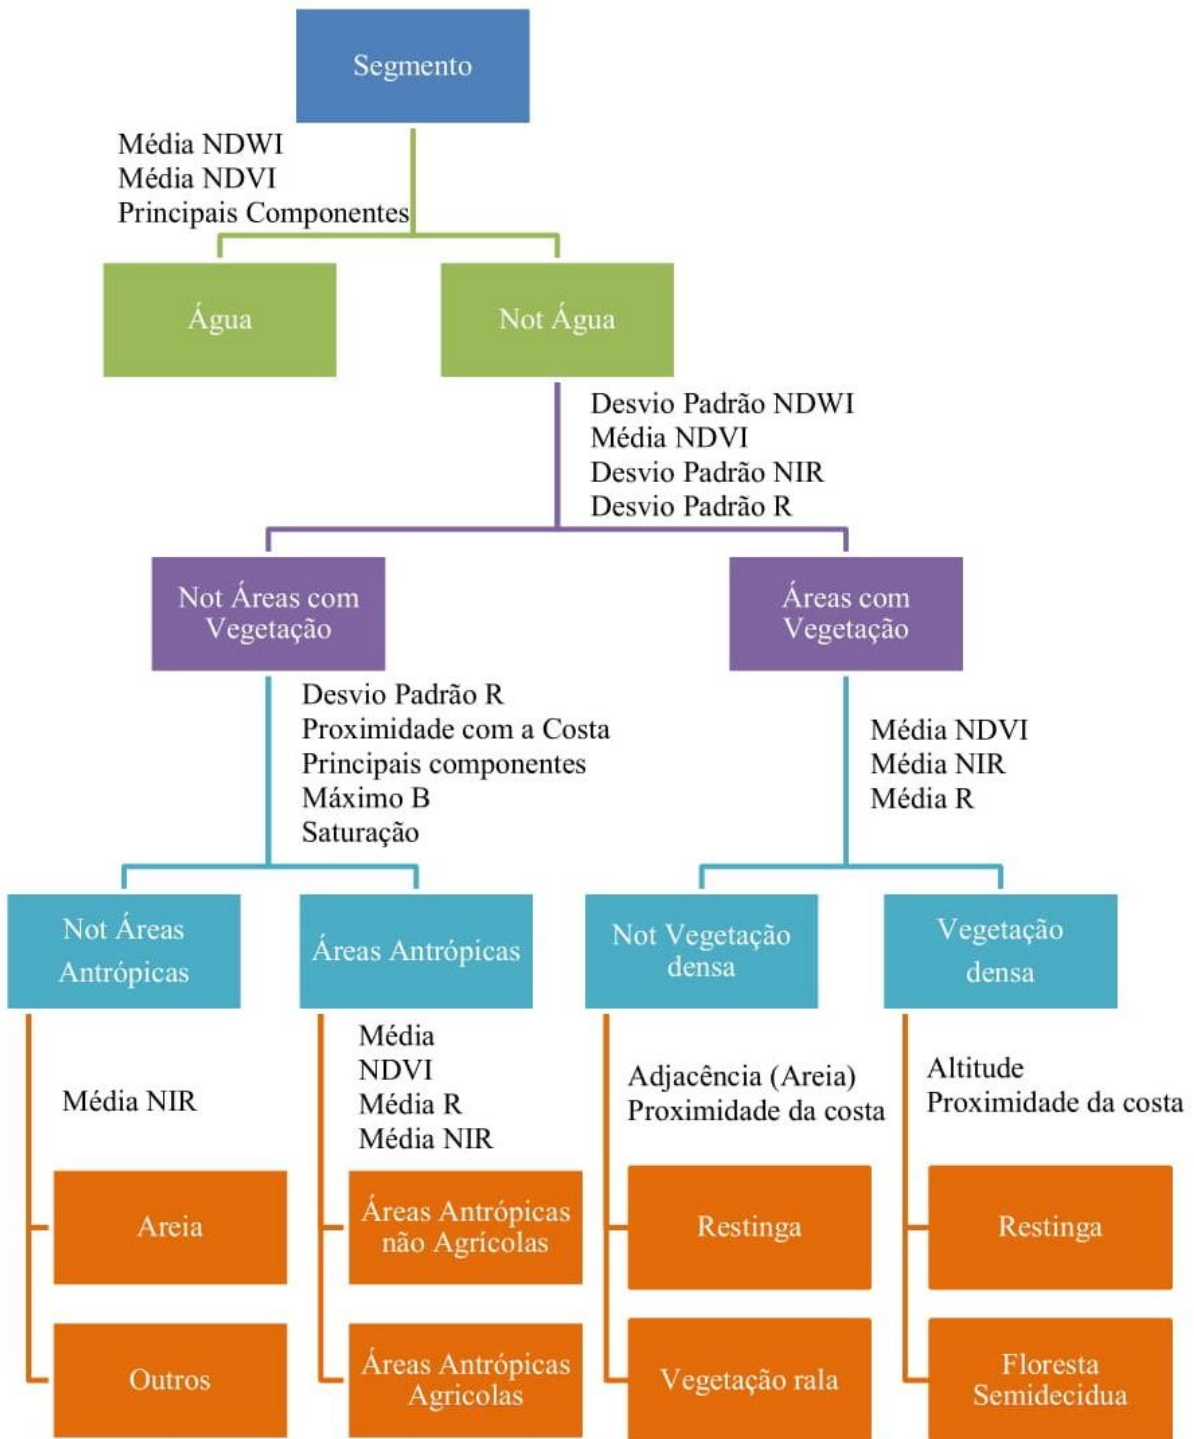 Segmento
Média NDWI
Média NDVI
Principais Componentes
Água
Not Água
Desvio Padrão NDWI
Média NDVI
Desvio Padrão NIR
Desvio Padrão R
Not Áreas com
Vegetação
Áreas com
Vegetação
Desvio Padrão R
Proximidade com a Costa
Principais componentes
Máximo B
Saturação
Média NDVI
Média NIR
Média R
Not Áreas
Antrópicas
Áreas Antrópicas
Not Vegetação
densa
Vegetação
densa
Média NIR
Média
NDVI
Média R
Média NIR
Adjacência (Areia)
Proximidade da costa
Altitude
Proximidade da costa
Areia
Áreas Antrópicas
não Agrícolas
Restinga
Restinga
Outros
Áreas Antrópicas
Agricolas
Vegetação rala
Floresta
Semidecidua